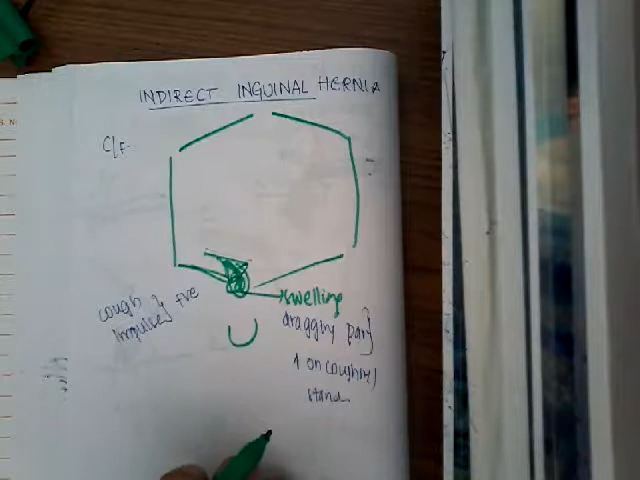 INDIRECT INGUINAL HERNIA
C/F
swelling
cough
impulse } +ve
dragging pain }
↑ on coughing /
stand